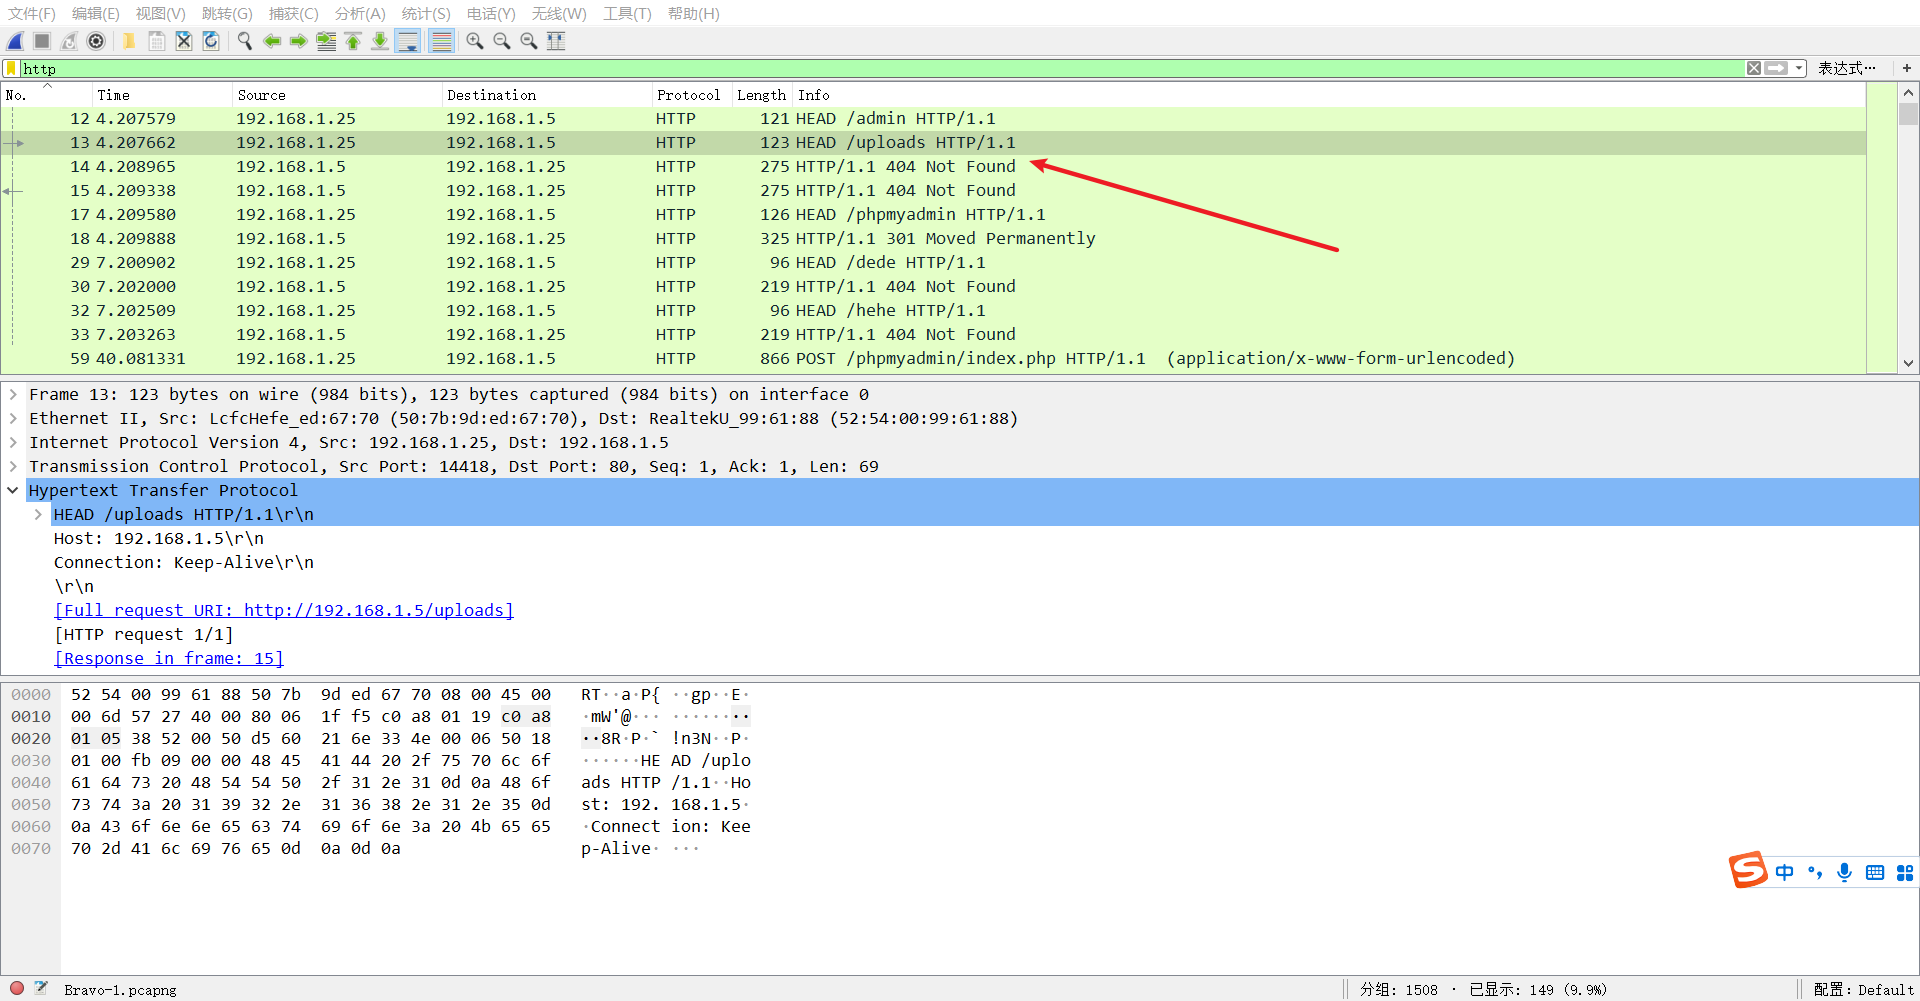 文件(F) 编辑(E) 视图(V) 跳转(G) 捕获(C) 分析(A) 统计(S) 电话(Y) 无线(W) 工具(T) 帮助(H)
http 表达式… +
No. Time Source Destination Protocol Length Info
12 4.207579 192.168.1.25 192.168.1.5 HTTP 121 HEAD /admin HTTP/1.1
13 4.207662 192.168.1.25 192.168.1.5 HTTP 123 HEAD /uploads HTTP/1.1
14 4.208965 192.168.1.5 192.168.1.25 HTTP 275 HTTP/1.1 404 Not Found
15 4.209338 192.168.1.5 192.168.1.25 HTTP 275 HTTP/1.1 404 Not Found
17 4.209580 192.168.1.25 192.168.1.5 HTTP 126 HEAD /phpmyadmin HTTP/1.1
18 4.209888 192.168.1.5 192.168.1.25 HTTP 325 HTTP/1.1 301 Moved Permanently
29 7.200902 192.168.1.25 192.168.1.5 HTTP 96 HEAD /dede HTTP/1.1
30 7.202000 192.168.1.5 192.168.1.25 HTTP 219 HTTP/1.1 404 Not Found
32 7.202509 192.168.1.25 192.168.1.5 HTTP 96 HEAD /hehe HTTP/1.1
33 7.203263 192.168.1.5 192.168.1.25 HTTP 219 HTTP/1.1 404 Not Found
59 40.081331 192.168.1.25 192.168.1.5 HTTP 866 POST /phpmyadmin/index.php HTTP/1.1 (application/x-www-form-urlencoded)
Frame 13: 123 bytes on wire (984 bits), 123 bytes captured (984 bits) on interface 0
Ethernet II, Src: LcfcHefe_ed:67:70 (50:7b:9d:ed:67:70), Dst: RealtekU_99:61:88 (52:54:00:99:61:88)
Internet Protocol Version 4, Src: 192.168.1.25, Dst: 192.168.1.5
Transmission Control Protocol, Src Port: 14418, Dst Port: 80, Seq: 1, Ack: 1, Len: 69
Hypertext Transfer Protocol
HEAD /uploads HTTP/1.1\r\n
Host: 192.168.1.5\r\n
Connection: Keep-Alive\r\n
\r\n
[Full request URI: http://192.168.1.5/uploads]
[HTTP request 1/1]
[Response in frame: 15]
0000 52 54 00 99 61 88 50 7b 9d ed 67 70 08 00 45 00 RT··a·P{ ··gp··E·
0010 00 6d 57 27 40 00 80 06 1f f5 c0 a8 01 19 c0 a8 ·mW'@··· ········
0020 01 05 38 52 00 50 d5 60 21 6e 33 4e 00 06 50 18 ··8R·P·` !n3N··P·
0030 01 00 fb 09 00 00 48 45 41 44 20 2f 75 70 6c 6f ······HE AD /uplo
0040 61 64 73 20 48 54 54 50 2f 31 2e 31 0d 0a 48 6f ads HTTP /1.1··Ho
0050 73 74 3a 20 31 39 32 2e 31 36 38 2e 31 2e 35 0d st: 192. 168.1.5·
0060 0a 43 6f 6e 6e 65 63 74 69 6f 6e 3a 20 4b 65 65 ·Connect ion: Kee
0070 70 2d 41 6c 69 76 65 0d 0a 0d 0a p-Alive· ···
中
Bravo-1.pcapng 分组: 1508 · 已显示: 149 (9.9%) 配置: Default